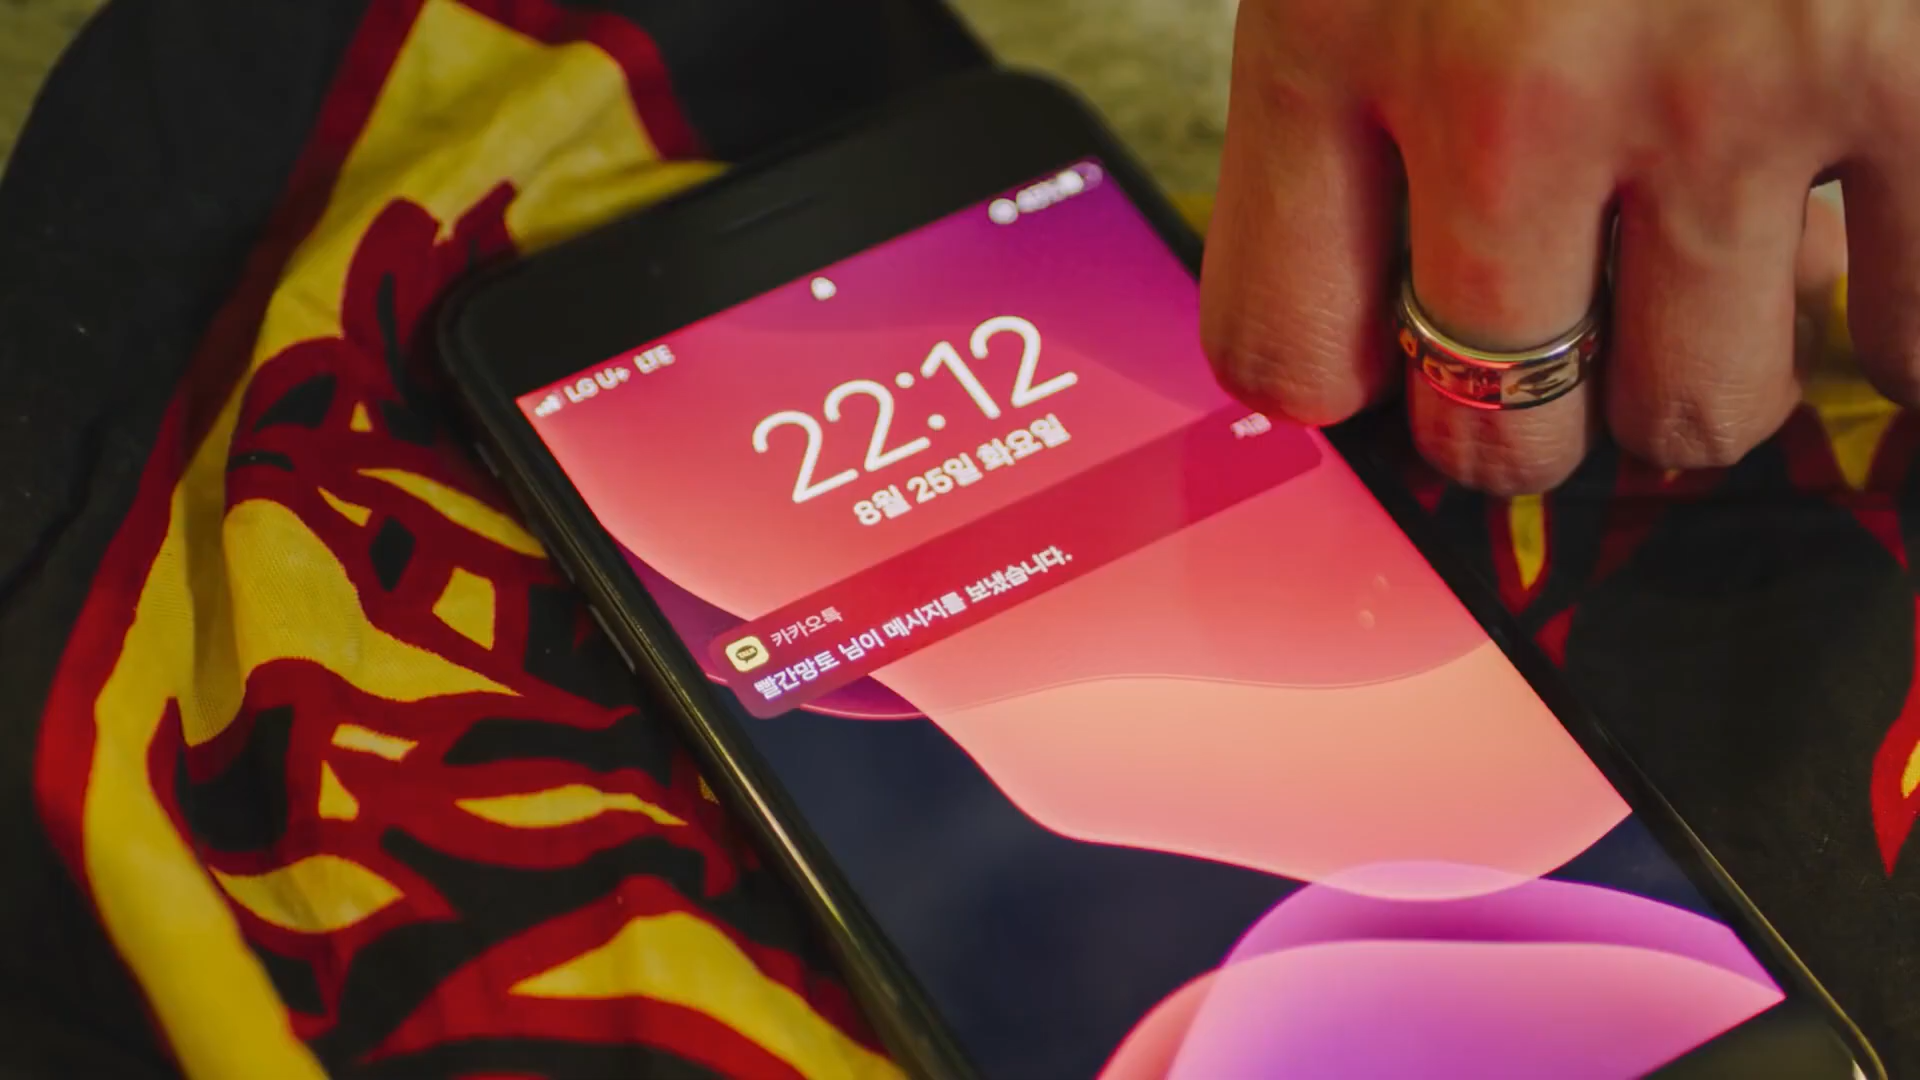 LG U+ LTE
22:12
8월 25일 화요일
카카오톡
지금
빨간망토 님이 메시지를 보냈습니다.
TALK